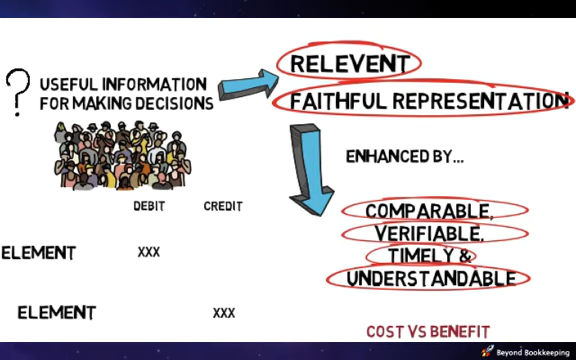 ?
USEFUL INFORMATION
FOR MAKING DECISIONS
RELEVENT
FAITHFUL REPRESENTATION
ENHANCED BY...
COMPARABLE,
VERIFIABLE,
TIMELY &
UNDERSTANDABLE
DEBIT CREDIT
ELEMENT XXX
ELEMENT XXX
COST VS BENEFIT
Beyond Bookkeeping